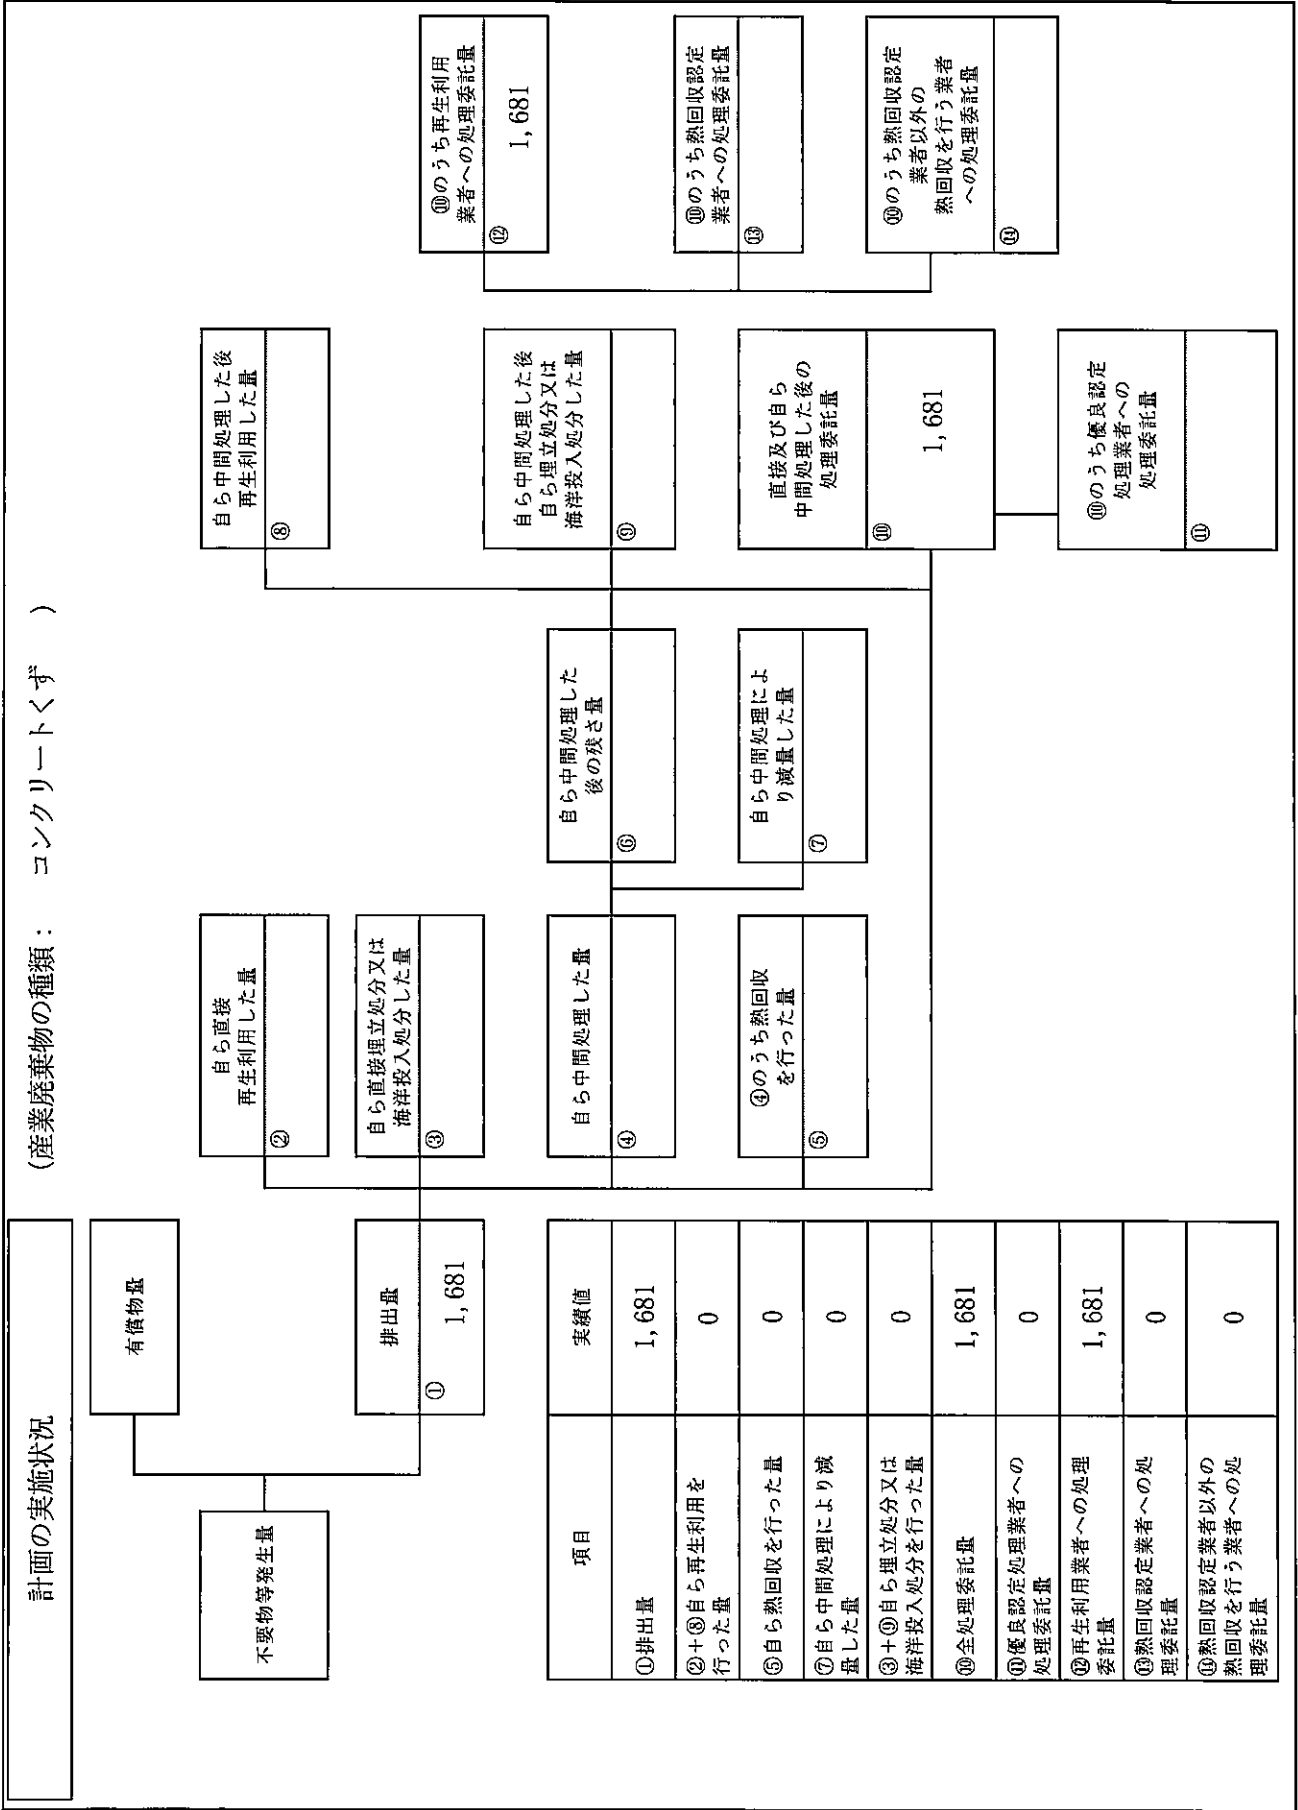 計画の実施状況
(産業廃棄物の種類： コンクリートくず )
不要物等発生量
有償物量
排出量
① 1,681
自ら直接
再生利用した量
②
自ら直接埋立処分又は
海洋投入処分した量
③
自ら中間処理した量
④
④のうち熱回収
を行った量
⑤
自ら中間処理した
後の残さ量
⑥
自ら中間処理によ
り減量した量
⑦
自ら中間処理した後
再生利用した量
⑧
自ら中間処理した後
自ら埋立処分又は
海洋投入処分した量
⑨
直接及び自ら
中間処理した後の
処理委託量
⑩ 1,681
⑩のうち優良認定
処理業者への
処理委託量
⑪
⑩のうち再生利用
業者への処理委託量
⑫ 1,681
⑩のうち熱回収認定
業者への処理委託量
⑬
⑩のうち熱回収認定
業者以外の
熱回収を行う業者
への処理委託量
⑭
項目 実績値
①排出量 1,681
②+⑧自ら再生利用を
行った量 0
⑤自ら熱回収を行った量 0
⑦自ら中間処理により減
量した量 0
③+⑨自ら埋立処分又は
海洋投入処分を行った量 0
⑩全処理委託量 1,681
⑪優良認定処理業者への
処理委託量 0
⑫再生利用業者への処理
委託量 1,681
⑬熱回収認定業者への処
理委託量 0
⑭熱回収認定業者以外の
熱回収を行う業者への処
理委託量 0